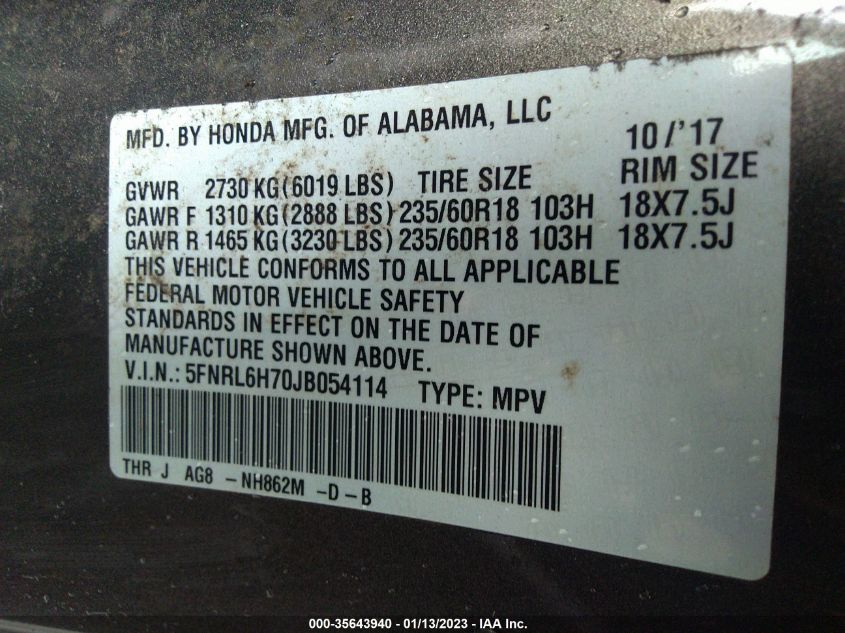 MFD. BY HONDA MFG. OF ALABAMA, LLC 10/'17
GVWR 2730 KG(6019 LBS) TIRE SIZE RIM SIZE
GAWR F 1310 KG(2888 LBS) 235/60R18 103H 18X7.5J
GAWR R 1465 KG(3230 LBS) 235/60R18 103H 18X7.5J
THIS VEHICLE CONFORMS TO ALL APPLICABLE
FEDERAL MOTOR VEHICLE SAFETY
STANDARDS IN EFFECT ON THE DATE OF
MANUFACTURE SHOWN ABOVE.
V.I.N.: 5FNRL6H70JB054114 TYPE: MPV
THR J AG8 -NH862M -D-B
000-35643940 - 01/13/2023 - IAA Inc.